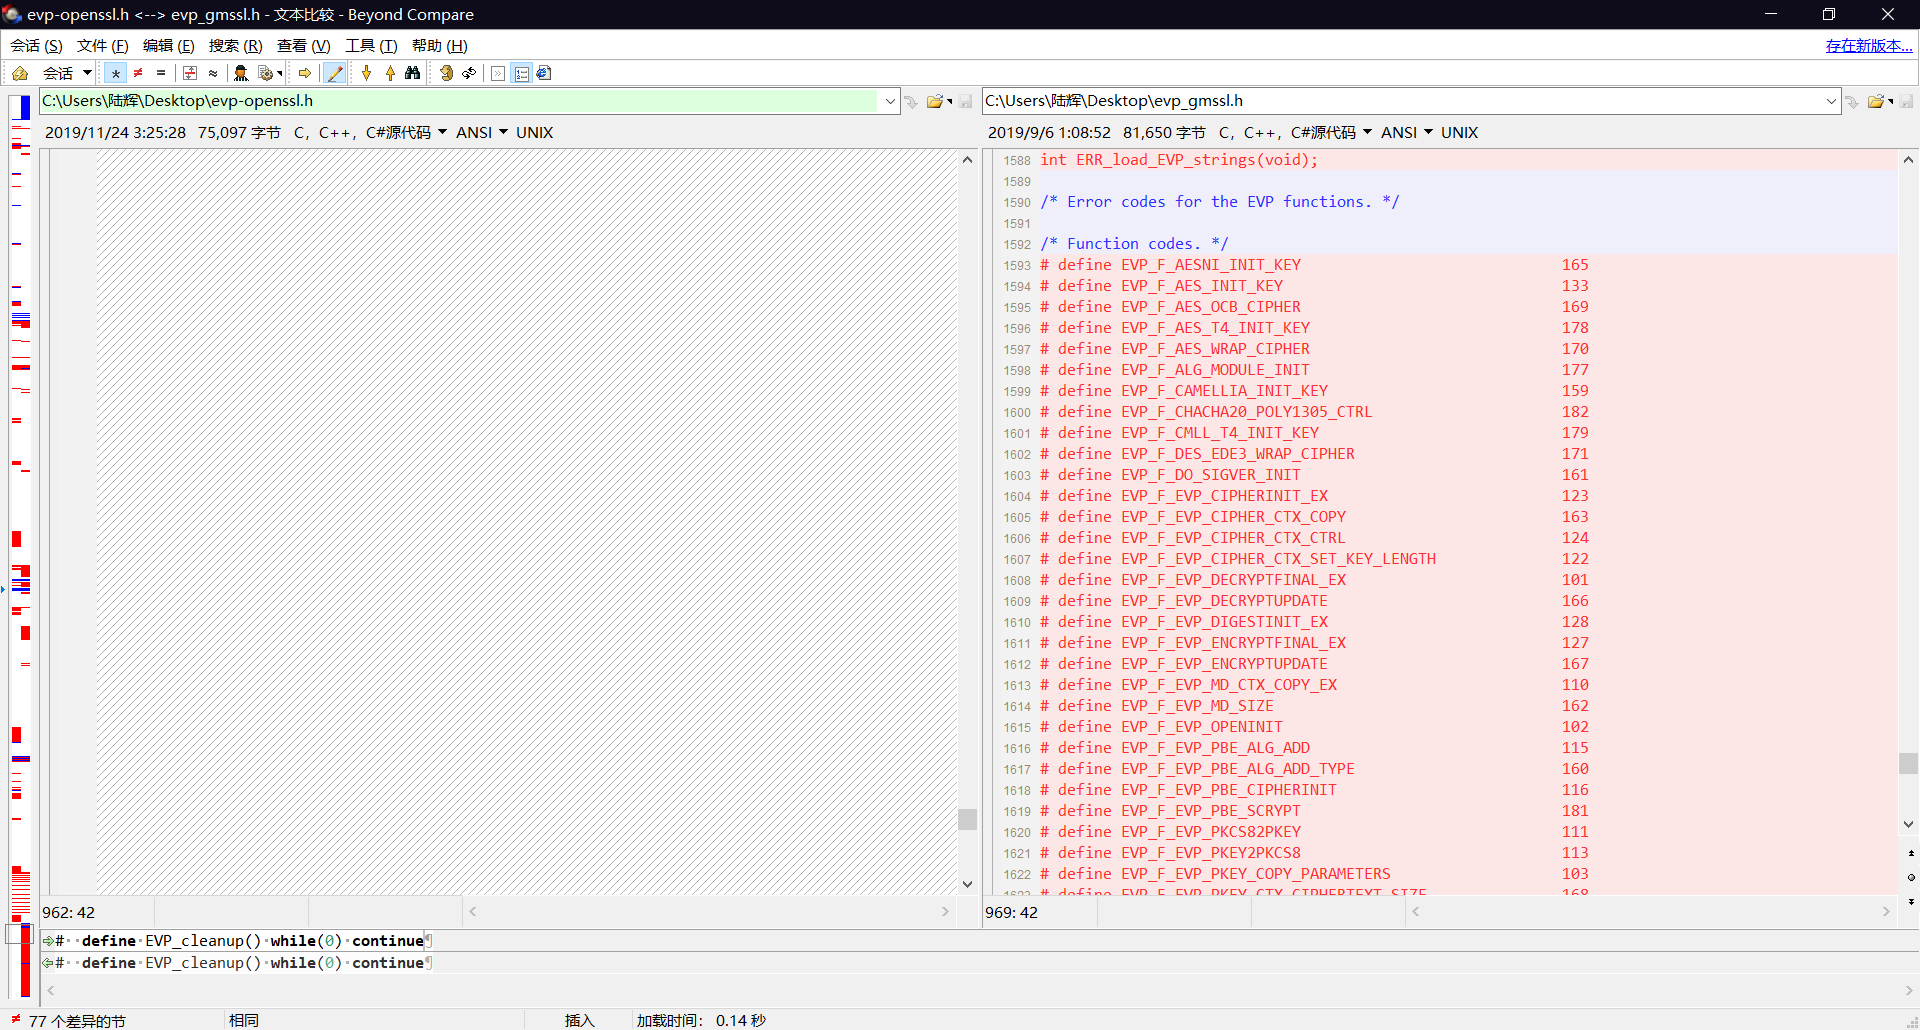 evp-openssl.h <--> evp_gmssl.h - 文本比较 - Beyond Compare
会话 (S) 文件 (F) 编辑 (E) 搜索 (R) 查看 (V) 工具 (T) 帮助 (H) 存在新版本...
会话
C:\Users\陆辉\Desktop\evp-openssl.h
2019/11/24 3:25:28 75,097 字节 C, C++, C#源代码 ANSI UNIX
C:\Users\陆辉\Desktop\evp_gmssl.h
2019/9/6 1:08:52 81,650 字节 C, C++, C#源代码 ANSI UNIX
1588 int ERR_load_EVP_strings(void);
1589
1590 /* Error codes for the EVP functions. */
1591
1592 /* Function codes. */
1593 # define EVP_F_AESNI_INIT_KEY 165
1594 # define EVP_F_AES_INIT_KEY 133
1595 # define EVP_F_AES_OCB_CIPHER 169
1596 # define EVP_F_AES_T4_INIT_KEY 178
1597 # define EVP_F_AES_WRAP_CIPHER 170
1598 # define EVP_F_ALG_MODULE_INIT 177
1599 # define EVP_F_CAMELLIA_INIT_KEY 159
1600 # define EVP_F_CHACHA20_POLY1305_CTRL 182
1601 # define EVP_F_CMLL_T4_INIT_KEY 179
1602 # define EVP_F_DES_EDE3_WRAP_CIPHER 171
1603 # define EVP_F_DO_SIGVER_INIT 161
1604 # define EVP_F_EVP_CIPHERINIT_EX 123
1605 # define EVP_F_EVP_CIPHER_CTX_COPY 163
1606 # define EVP_F_EVP_CIPHER_CTX_CTRL 124
1607 # define EVP_F_EVP_CIPHER_CTX_SET_KEY_LENGTH 122
1608 # define EVP_F_EVP_DECRYPTFINAL_EX 101
1609 # define EVP_F_EVP_DECRYPTUPDATE 166
1610 # define EVP_F_EVP_DIGESTINIT_EX 128
1611 # define EVP_F_EVP_ENCRYPTFINAL_EX 127
1612 # define EVP_F_EVP_ENCRYPTUPDATE 167
1613 # define EVP_F_EVP_MD_CTX_COPY_EX 110
1614 # define EVP_F_EVP_MD_SIZE 162
1615 # define EVP_F_EVP_OPENINIT 102
1616 # define EVP_F_EVP_PBE_ALG_ADD 115
1617 # define EVP_F_EVP_PBE_ALG_ADD_TYPE 160
1618 # define EVP_F_EVP_PBE_CIPHERINIT 116
1619 # define EVP_F_EVP_PBE_SCRYPT 181
1620 # define EVP_F_EVP_PKCS82PKEY 111
1621 # define EVP_F_EVP_PKEY2PKCS8 113
1622 # define EVP_F_EVP_PKEY_COPY_PARAMETERS 103
1623 # define EVP_F_EVP_PKEY_CTX_CIPHERTEXT_SIZE 168
962: 42
969: 42
#··define·EVP_cleanup()·while(0)·continue¶
#··define·EVP_cleanup()·while(0)·continue¶
77 个差异的节 相同 插入 加载时间: 0.14 秒